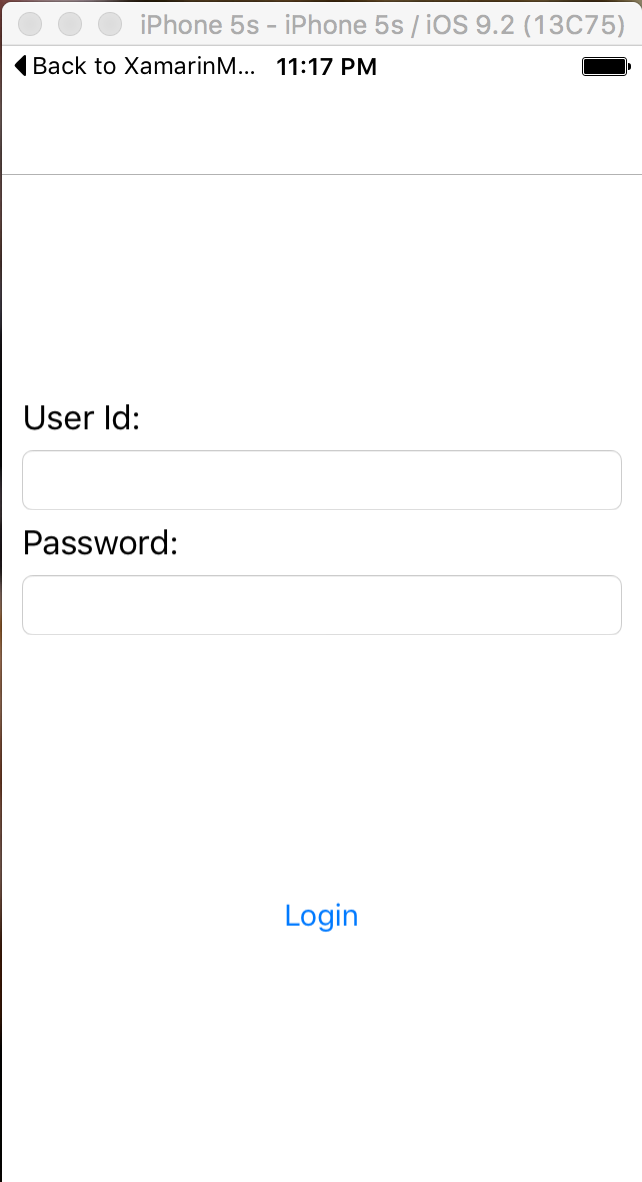 iPhone 5s - iPhone 5s / iOS 9.2 (13C75)
Back to XamarinM... 11:17 PM
User Id:
Password:
Login